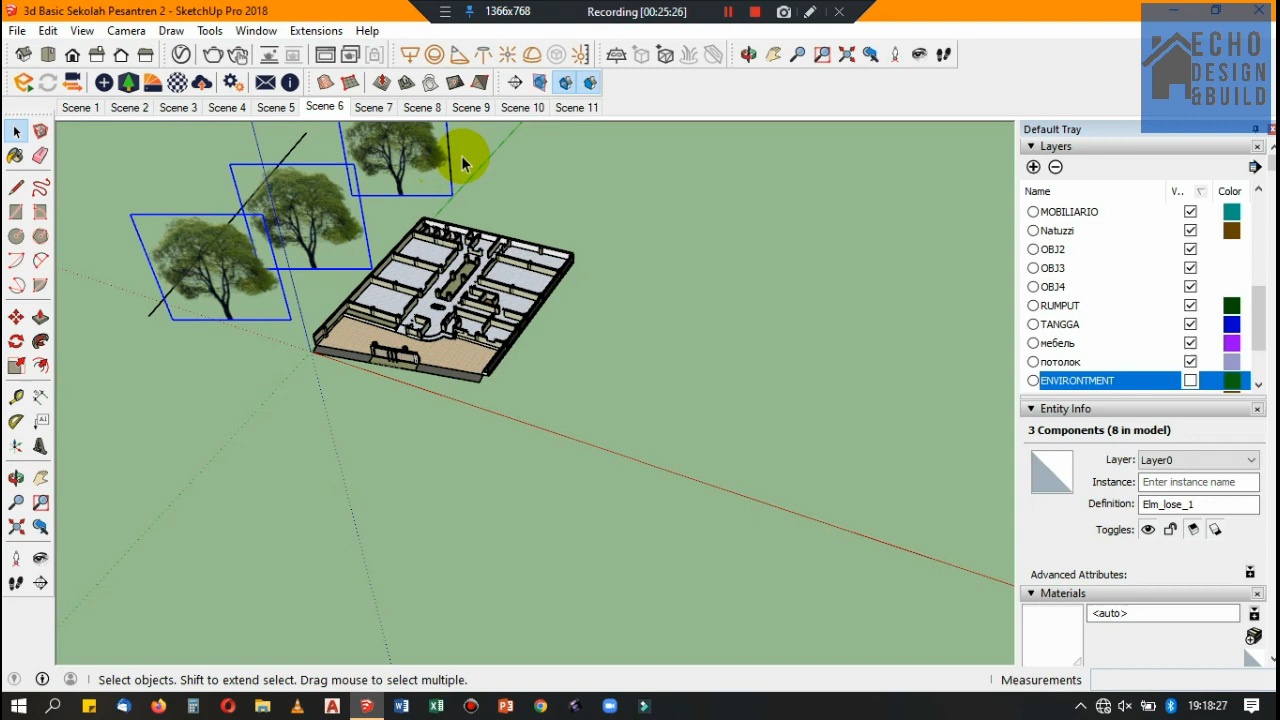 3d Basic Sekolah Pesantren 2 - SketchUp Pro 2018
1366x768
Recording [00:25:26]
File Edit View Camera Draw Tools Window Extensions Help
ECHO
DESIGN
&BUILD
Scene 1 Scene 2 Scene 3 Scene 4 Scene 5 Scene 6 Scene 7 Scene 8 Scene 9 Scene 10 Scene 11
Default Tray
Layers
Name V.. Color
MOBILIARIO
Natuzzi
OBJ2
OBJ3
OBJ4
RUMPUT
TANGGA
мебель
потолок
ENVIRONTMENT
Entity Info
3 Components (8 in model)
Layer: Layer0
Instance: Enter instance name
Definition: Elm_lose_1
Toggles:
Advanced Attributes:
Materials
<auto>
Select objects. Shift to extend select. Drag mouse to select multiple.
Measurements
19:18:27